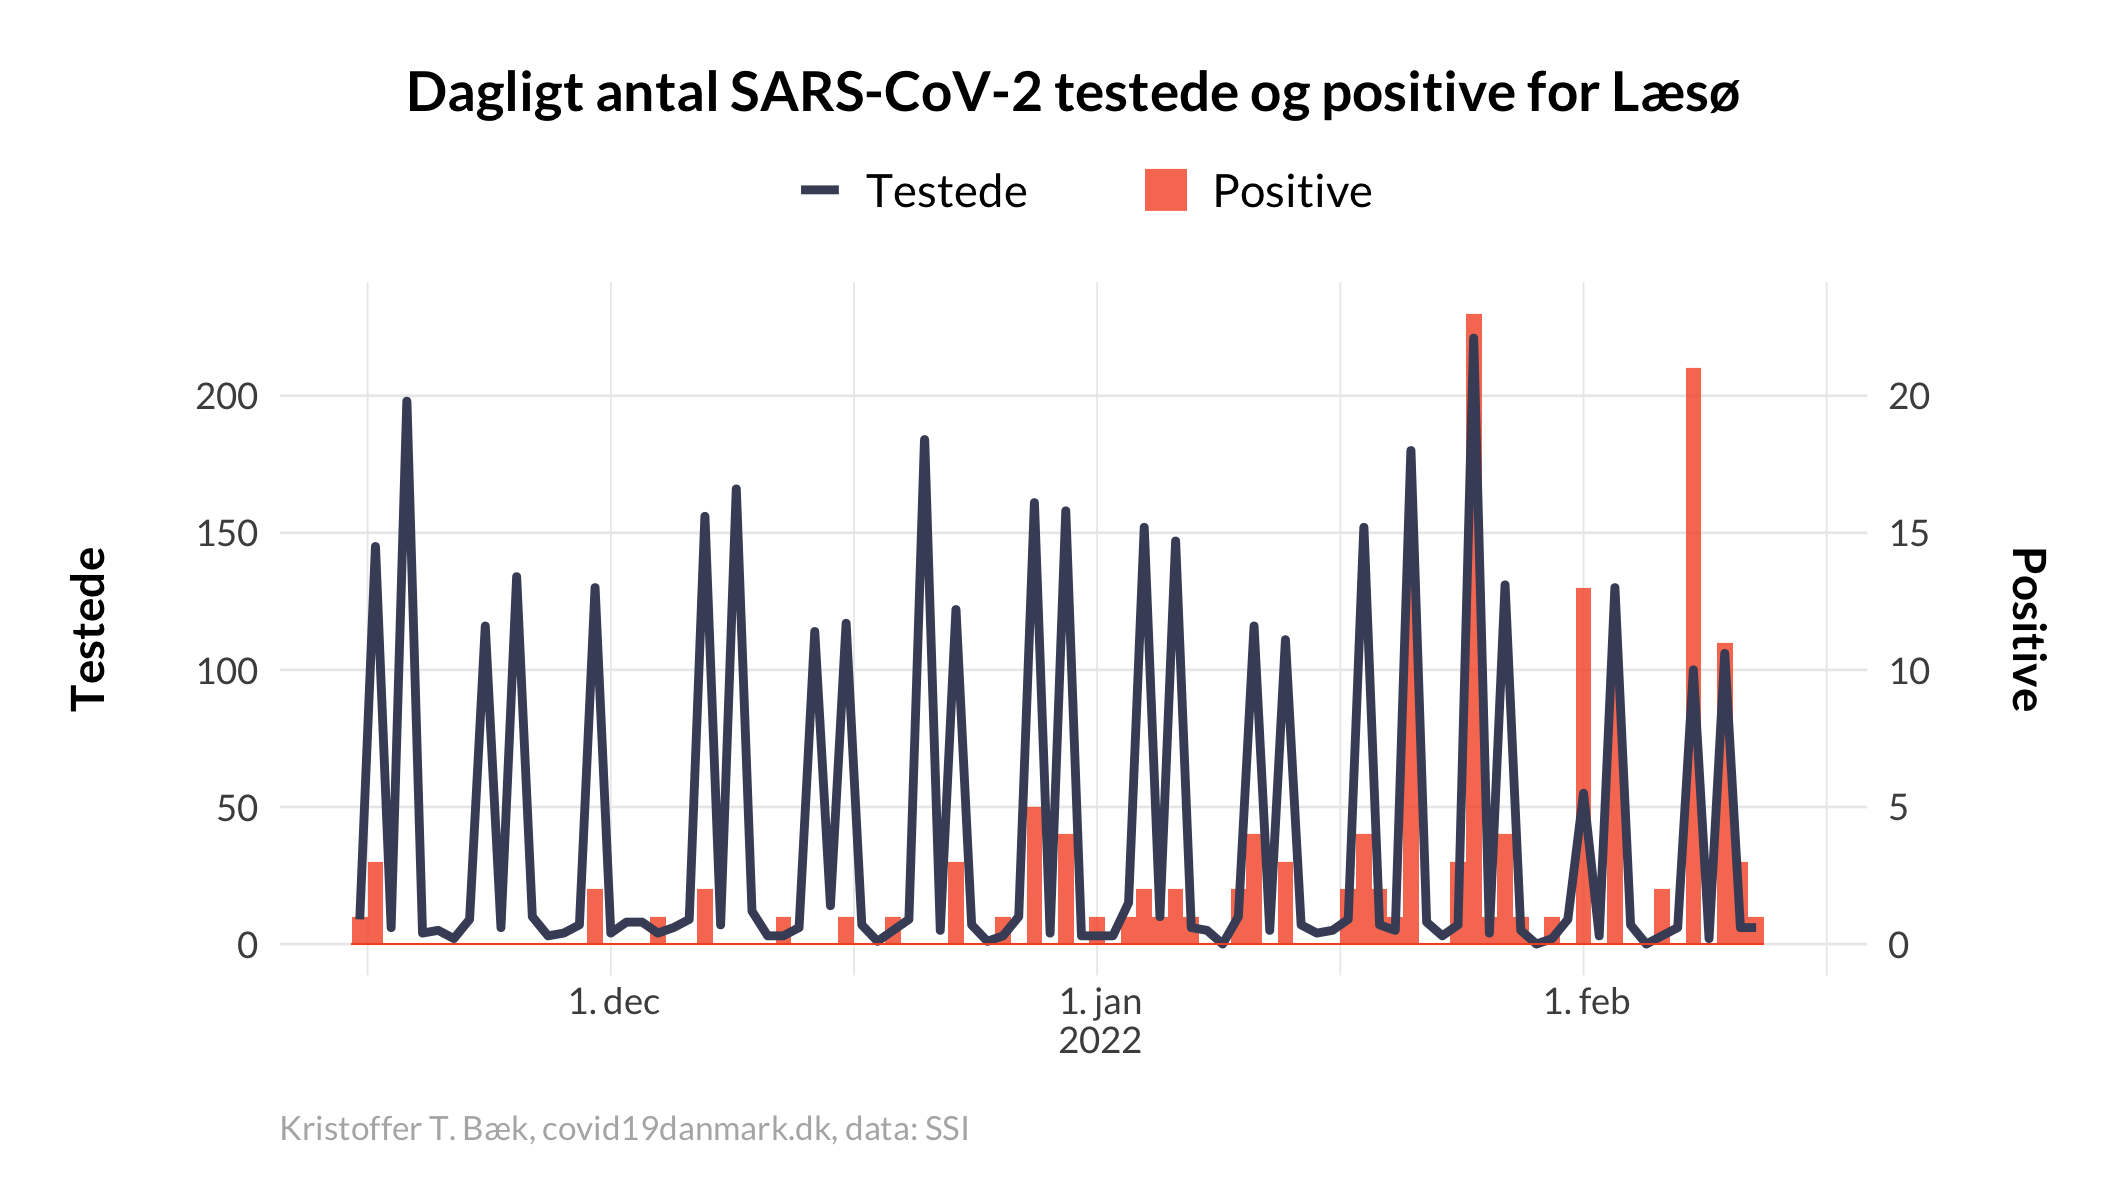 Dagligt antal SARS-CoV-2 testede og positive for Læsø
Testede
Positive
Testede
200
150
100
50
0
20
15
10
5
0
Positive
1. dec
1. jan
2022
1. feb
Kristoffer T. Bæk, covid19danmark.dk, data: SSI